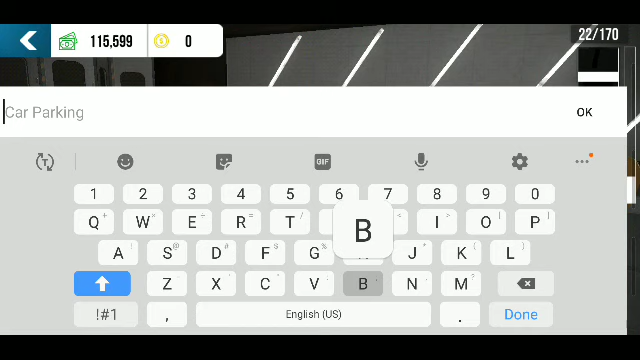 115,599 0 22/170
Car Parking OK
GIF
1 2 3 4 5 6 7 8 9 0
Q W E R T I O P
B
A S D F G J K L
Z X C V B N M
!#1 , English (US) . Done